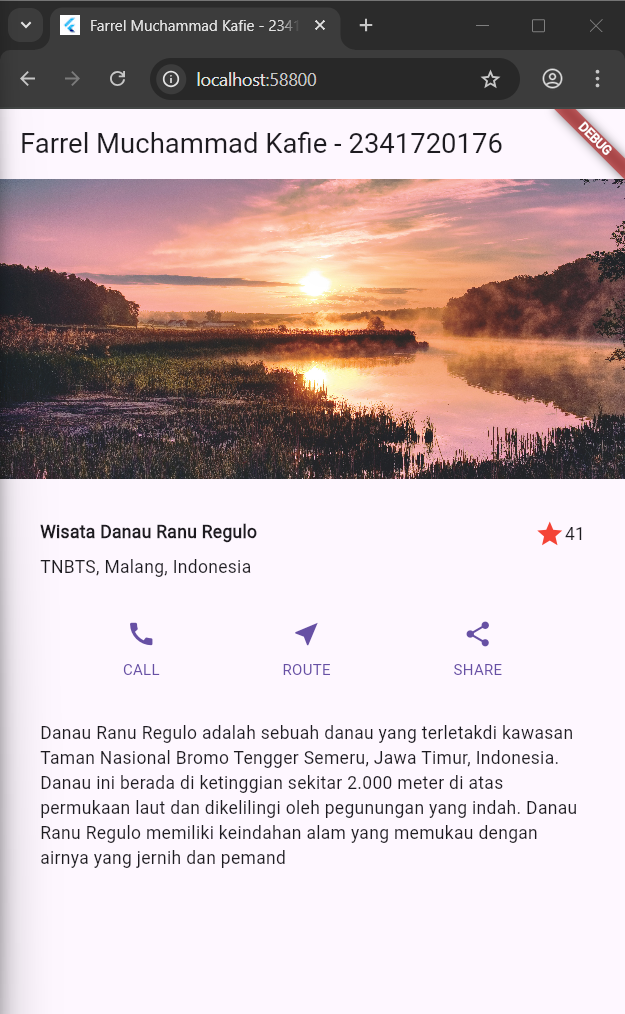 Farrel Muchammad Kafie - 2341
localhost:58800
Farrel Muchammad Kafie - 2341720176
DEBUG
Wisata Danau Ranu Regulo
41
TNBTS, Malang, Indonesia
CALL
ROUTE
SHARE
Danau Ranu Regulo adalah sebuah danau yang terletakdi kawasan
Taman Nasional Bromo Tengger Semeru, Jawa Timur, Indonesia.
Danau ini berada di ketinggian sekitar 2.000 meter di atas
permukaan laut dan dikelilingi oleh pegunungan yang indah. Danau
Ranu Regulo memiliki keindahan alam yang memukau dengan
airnya yang jernih dan pemand